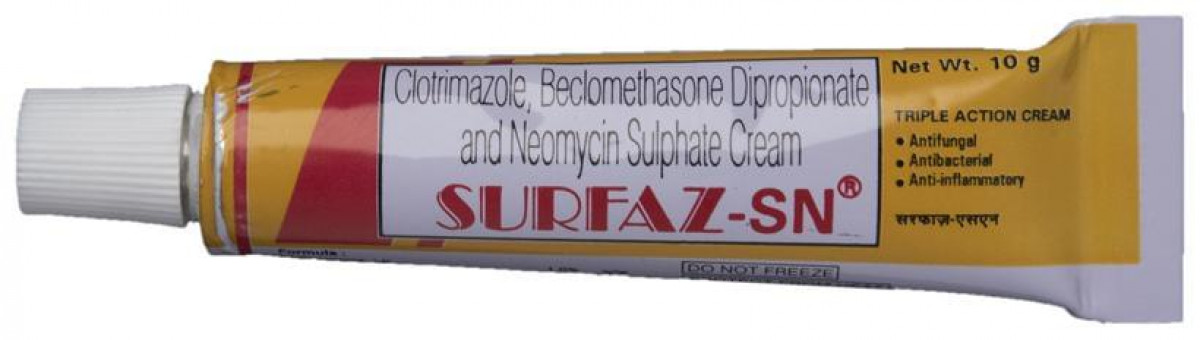 Clotrimazole, Beclomethasone Dipropionate
and Neomycin Sulphate Cream
SURFAZ-SN®
Net Wt. 10 g
TRIPLE ACTION CREAM
• Antifungal
• Antibacterial
• Anti-inflammatory
सरफाज़-एसएन
Formula :
DO NOT FREEZE